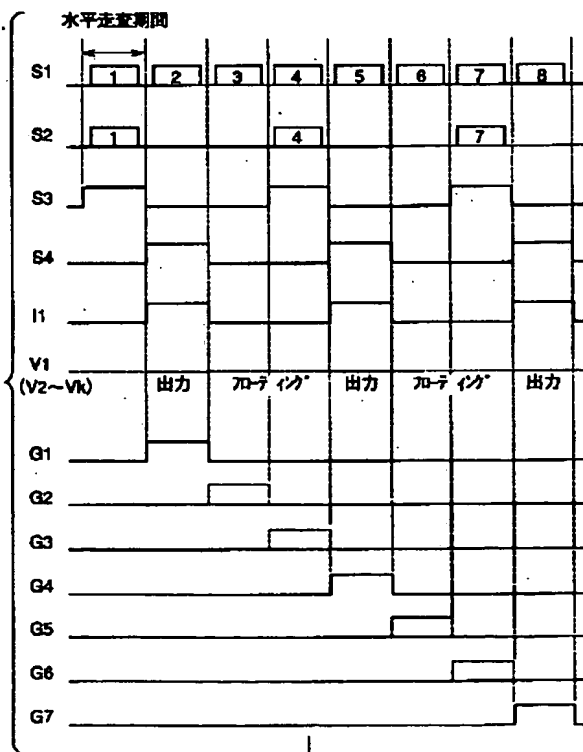 水平走査期間
S1 1 2 3 4 5 6 7 8
S2 1 4 7
S3
S4
I1
V1
(V2～Vk) 出力 フローティング 出力 フローティング 出力
G1
G2
G3
G4
G5
G6
G7